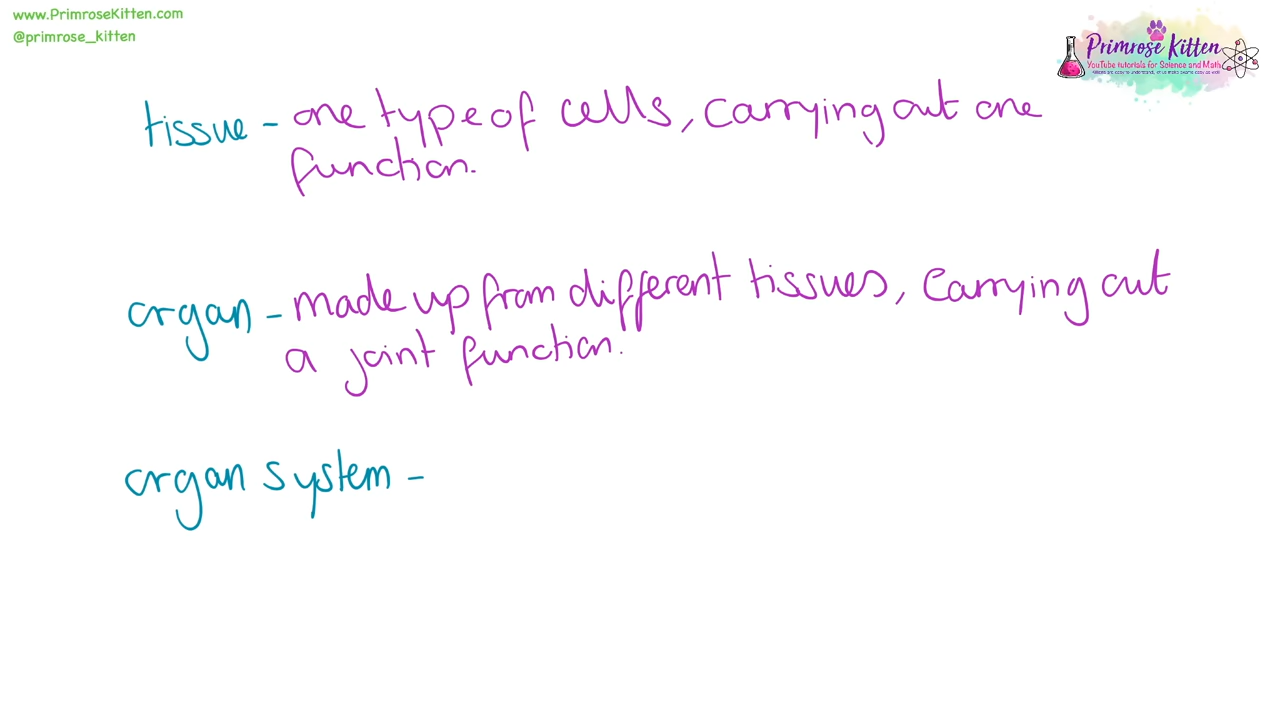 www.PrimroseKitten.com
@primrose_kitten
Primrose Kitten
YouTube tutorials for Science and Math
tissue - one type of cells, carrying out one
function.
organ - made up from different tissues, carrying out
a joint function.
organ system -